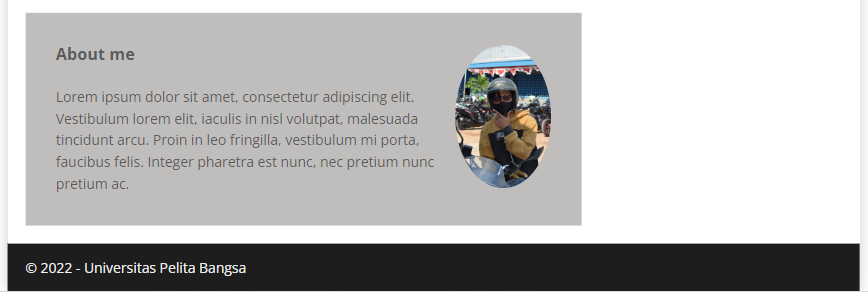 About me
Lorem ipsum dolor sit amet, consectetur adipiscing elit.
Vestibulum lorem elit, iaculis in nisl volutpat, malesuada
tincidunt arcu. Proin in leo fringilla, vestibulum mi porta,
faucibus felis. Integer pharetra est nunc, nec pretium nunc
pretium ac.
© 2022 - Universitas Pelita Bangsa